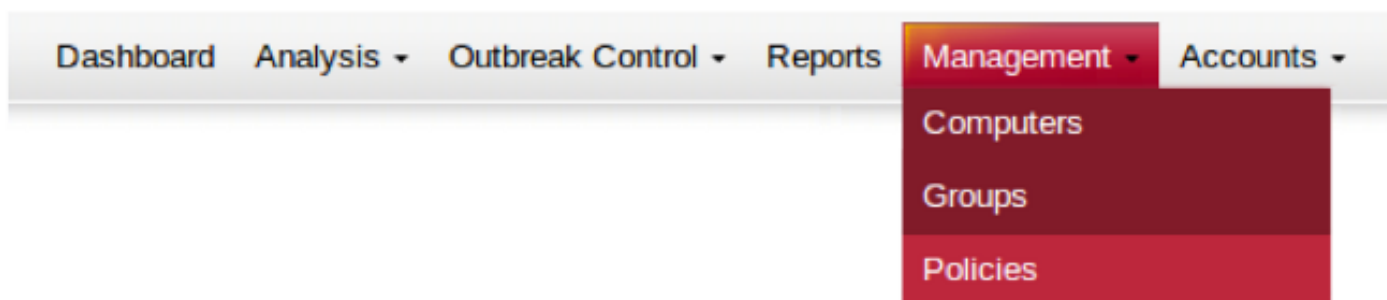 Dashboard Analysis Outbreak Control Reports Management Accounts
Computers
Groups
Policies